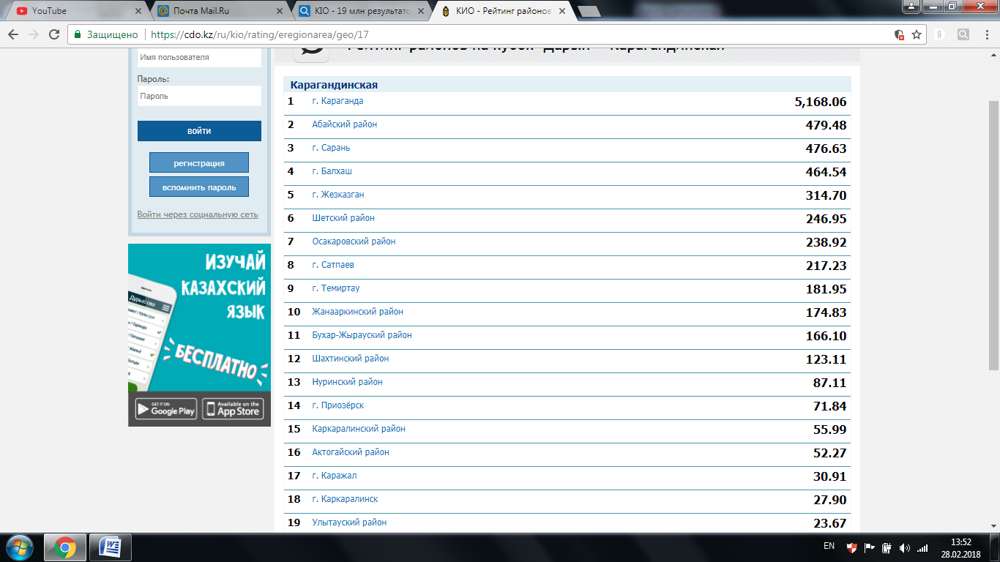 YouTube
Почта Mail.Ru
КІО - 19 млн результато
КИО - Рейтинг районов
Защищено
https://cdo.kz/ru/kio/rating/eregionarea/geo/17
Имя пользователя
Пароль:
Пароль
войти
регистрация
вспомнить пароль
Войти через социальную сеть
ИЗУЧАЙ
КАЗАХСКИЙ
ЯЗЫК
БЕСПЛАТНО
GET IT ON
Google Play
Available on the
App Store
Карагандинская
1 г. Караганда 5,168.06
2 Абайский район 479.48
3 г. Сарань 476.63
4 г. Балхаш 464.54
5 г. Жезказган 314.70
6 Шетский район 246.95
7 Осакаровский район 238.92
8 г. Сатпаев 217.23
9 г. Темиртау 181.95
10 Жанааркинский район 174.83
11 Бухар-Жырауский район 166.10
12 Шахтинский район 123.11
13 Нуринский район 87.11
14 г. Приозёрск 71.84
15 Каркаралинский район 55.99
16 Актогайский район 52.27
17 г. Каражал 30.91
18 г. Каркаралинск 27.90
19 Улытауский район 23.67
EN
13:52
28.02.2018